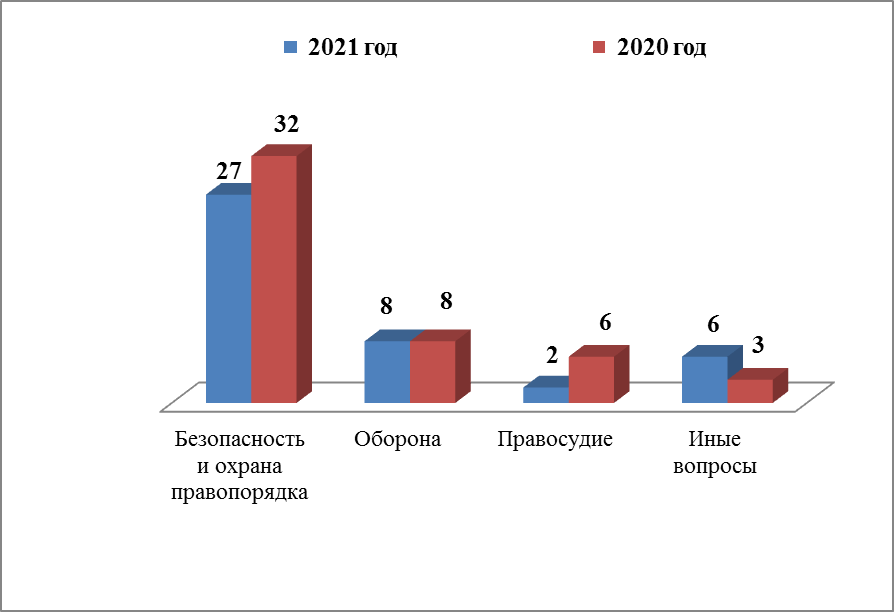 2021 год
2020 год
27
32
8
8
2
6
6
3
Безопасность
и охрана
правопорядка
Оборона
Правосудие
Иные
вопросы